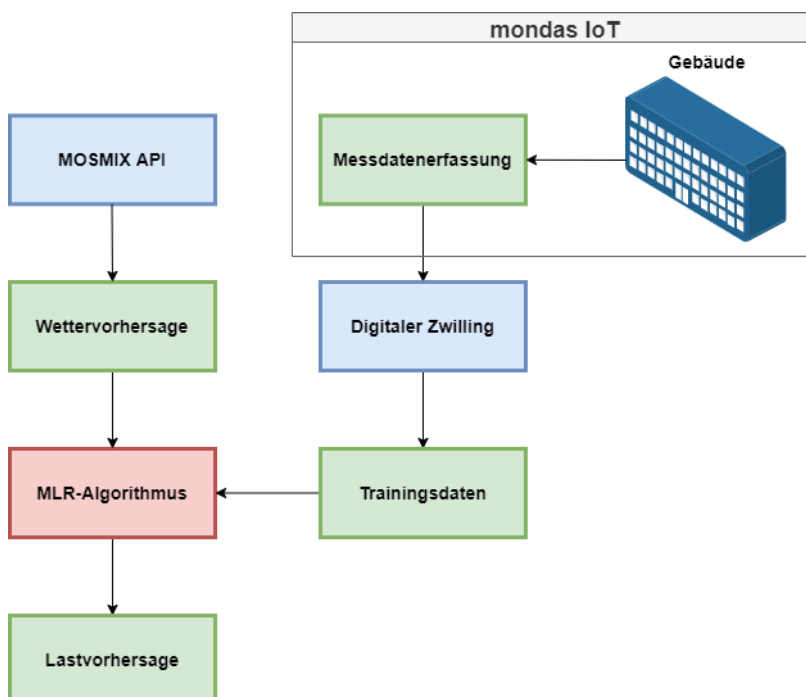 mondas IoT
Gebäude
MOSMIX API
Messdatenerfassung
Wettervorhersage
Digitaler Zwilling
MLR-Algorithmus
Trainingsdaten
Lastvorhersage